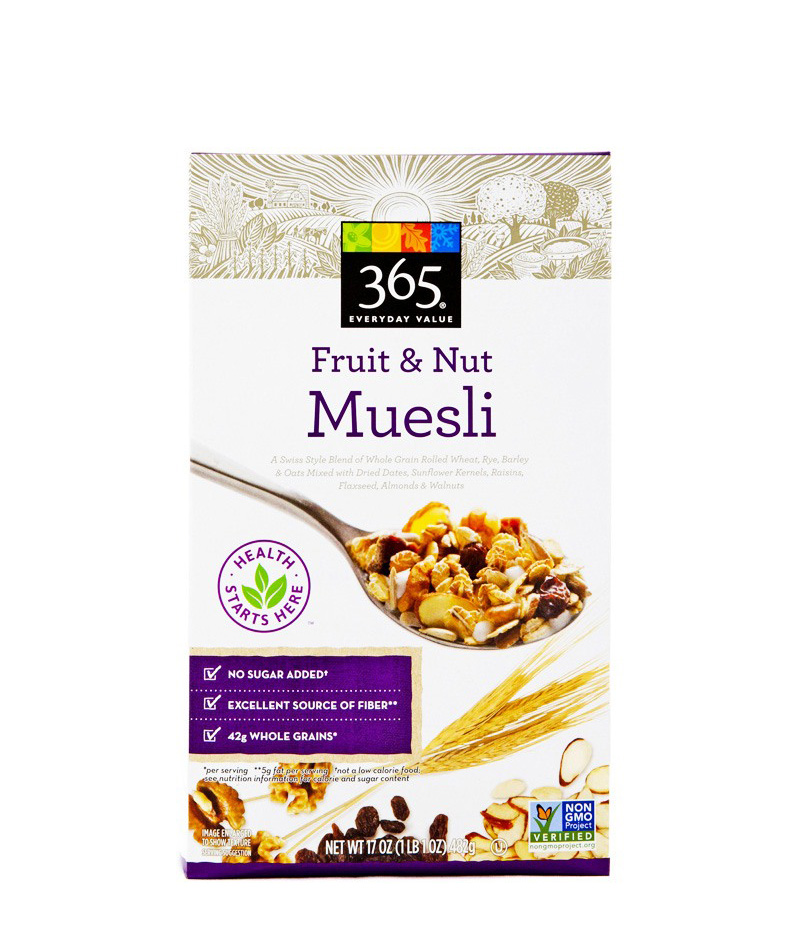 365®
EVERYDAY VALUE
Fruit & Nut
Muesli
A Swiss Style Blend of Whole Grain Rolled Wheat, Rye, Barley
& Oats Mixed with Dried Dates, Sunflower Kernels, Raisins,
Flaxseed, Almonds & Walnuts
HEALTH
STARTS HERE
™
NO SUGAR ADDED†
EXCELLENT SOURCE OF FIBER**
42g WHOLE GRAINS*
*per serving **5g fat per serving †not a low calorie food;
see nutrition information for calorie and sugar content
IMAGE ENLARGED
TO SHOW TEXTURE
SERVING SUGGESTION
NET WT 17 OZ (1 LB 1 OZ) 482g
U
NON
GMO
Project
VERIFIED
nongmoproject.org